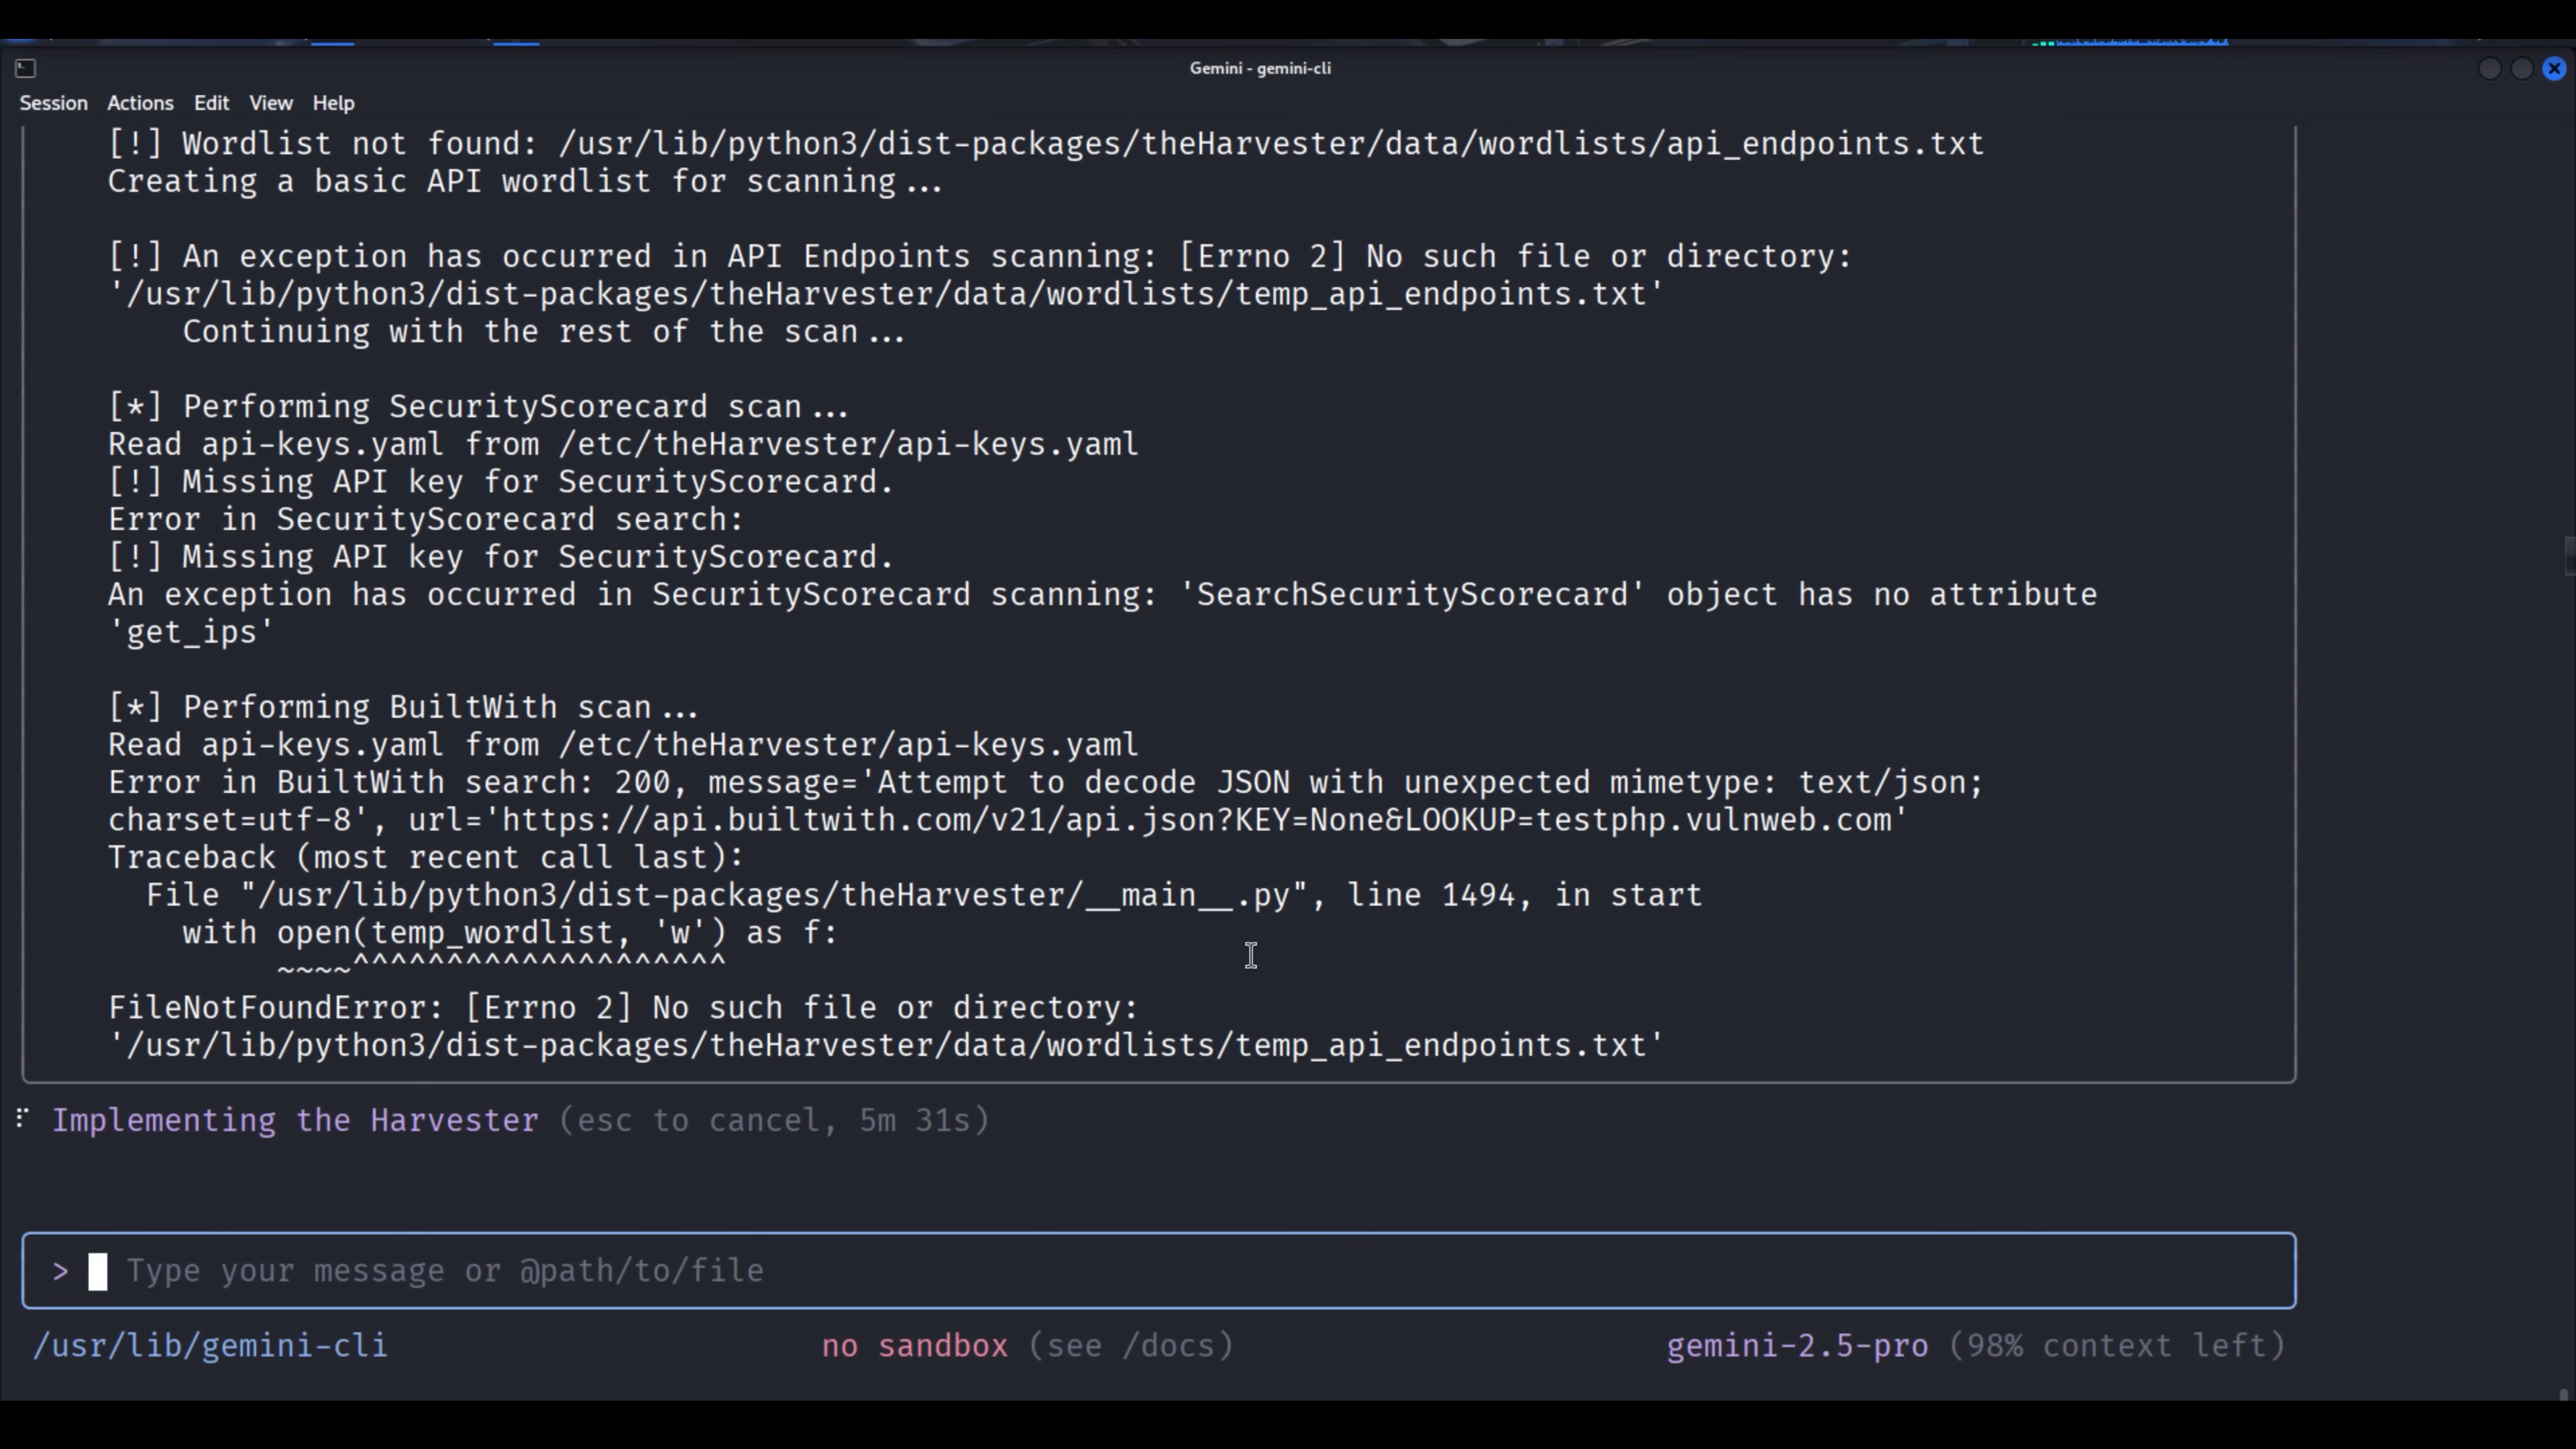 Gemini - gemini-cli
Session Actions Edit View Help
[!] Wordlist not found: /usr/lib/python3/dist-packages/theHarvester/data/wordlists/api_endpoints.txt
Creating a basic API wordlist for scanning...
[!] An exception has occurred in API Endpoints scanning: [Errno 2] No such file or directory:
'/usr/lib/python3/dist-packages/theHarvester/data/wordlists/temp_api_endpoints.txt'
Continuing with the rest of the scan...
[*] Performing SecurityScorecard scan...
Read api-keys.yaml from /etc/theHarvester/api-keys.yaml
[!] Missing API key for SecurityScorecard.
Error in SecurityScorecard search:
[!] Missing API key for SecurityScorecard.
An exception has occurred in SecurityScorecard scanning: 'SearchSecurityScorecard' object has no attribute
'get_ips'
[*] Performing BuiltWith scan...
Read api-keys.yaml from /etc/theHarvester/api-keys.yaml
Error in BuiltWith search: 200, message='Attempt to decode JSON with unexpected mimetype: text/json;
charset=utf-8', url='https://api.builtwith.com/v21/api.json?KEY=None&LOOKUP=testphp.vulnweb.com'
Traceback (most recent call last):
File "/usr/lib/python3/dist-packages/theHarvester/__main__.py", line 1494, in start
with open(temp_wordlist, 'w') as f:
~~~~^^^^^^^^^^^^^^^^^^^^
FileNotFoundError: [Errno 2] No such file or directory:
'/usr/lib/python3/dist-packages/theHarvester/data/wordlists/temp_api_endpoints.txt'
Implementing the Harvester (esc to cancel, 5m 31s)
> Type your message or @path/to/file
/usr/lib/gemini-cli no sandbox (see /docs) gemini-2.5-pro (98% context left)